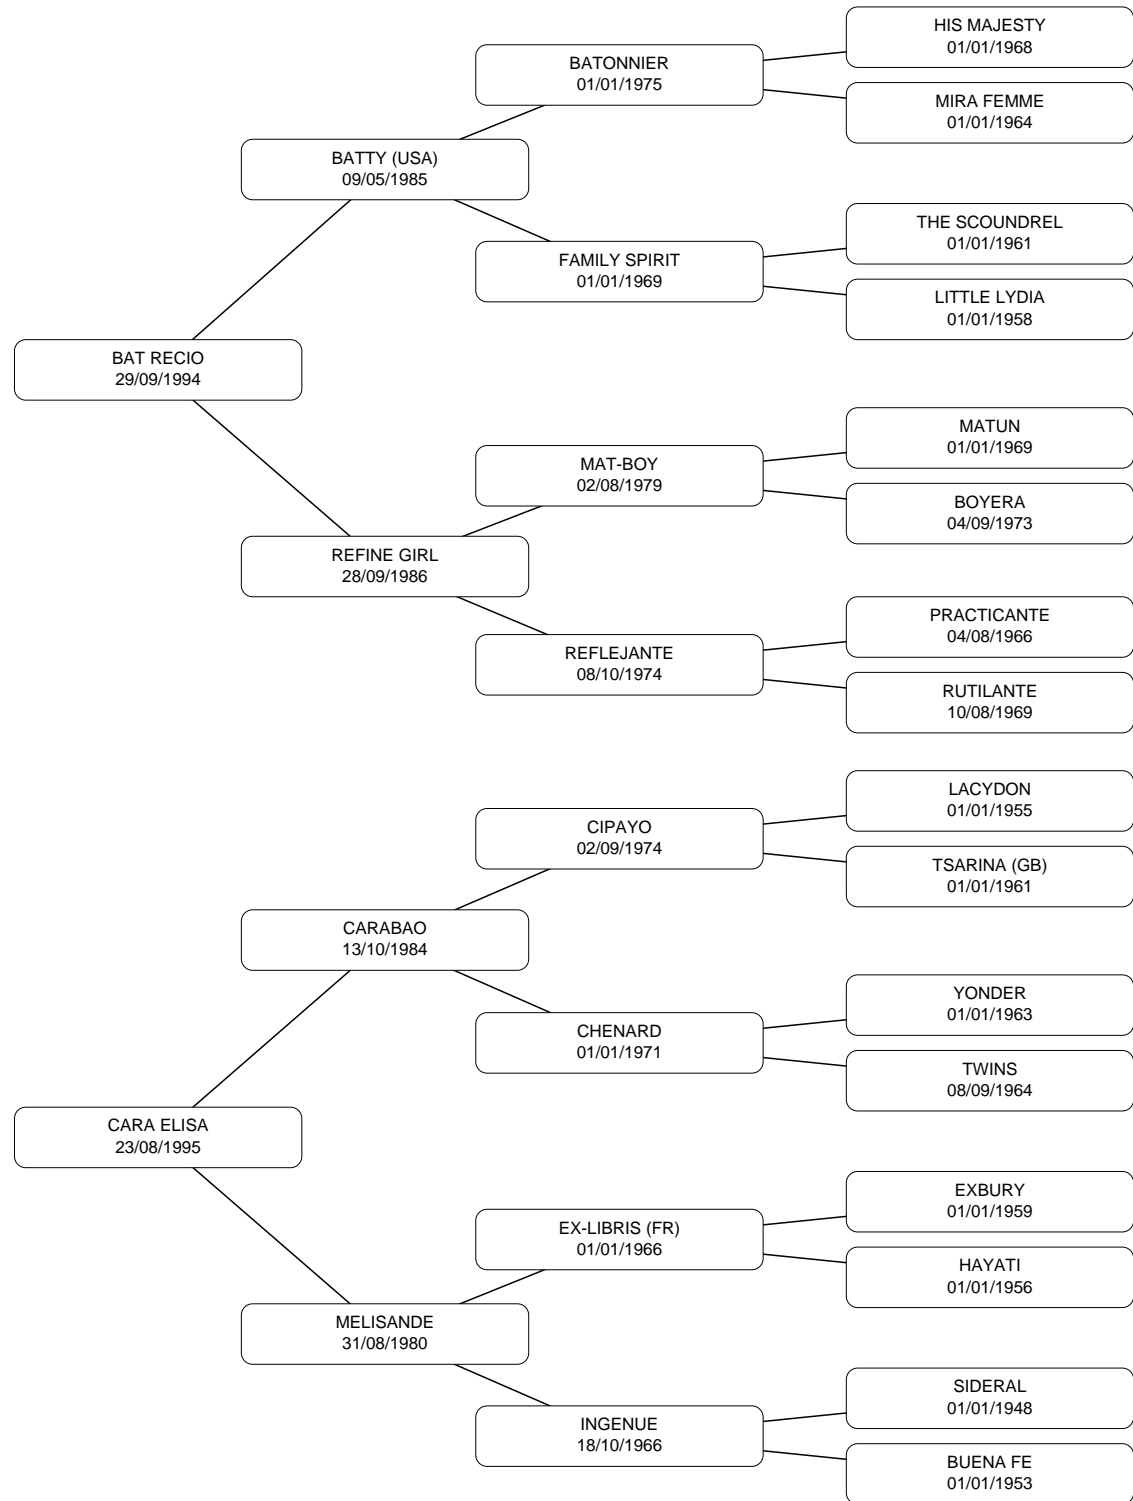 HIS MAJESTY
01/01/1968
BATONNIER
01/01/1975
MIRA FEMME
01/01/1964
BATTY (USA)
09/05/1985
THE SCOUNDREL
01/01/1961
FAMILY SPIRIT
01/01/1969
LITTLE LYDIA
01/01/1958
BAT RECIO
29/09/1994
MATUN
01/01/1969
MAT-BOY
02/08/1979
BOYERA
04/09/1973
REFINE GIRL
28/09/1986
PRACTICANTE
04/08/1966
REFLEJANTE
08/10/1974
RUTILANTE
10/08/1969
LACYDON
01/01/1955
CIPAYO
02/09/1974
TSARINA (GB)
01/01/1961
CARABAO
13/10/1984
YONDER
01/01/1963
CHENARD
01/01/1971
TWINS
08/09/1964
CARA ELISA
23/08/1995
EXBURY
01/01/1959
EX-LIBRIS (FR)
01/01/1966
HAYATI
01/01/1956
MELISANDE
31/08/1980
SIDERAL
01/01/1948
INGENUE
18/10/1966
BUENA FE
01/01/1953